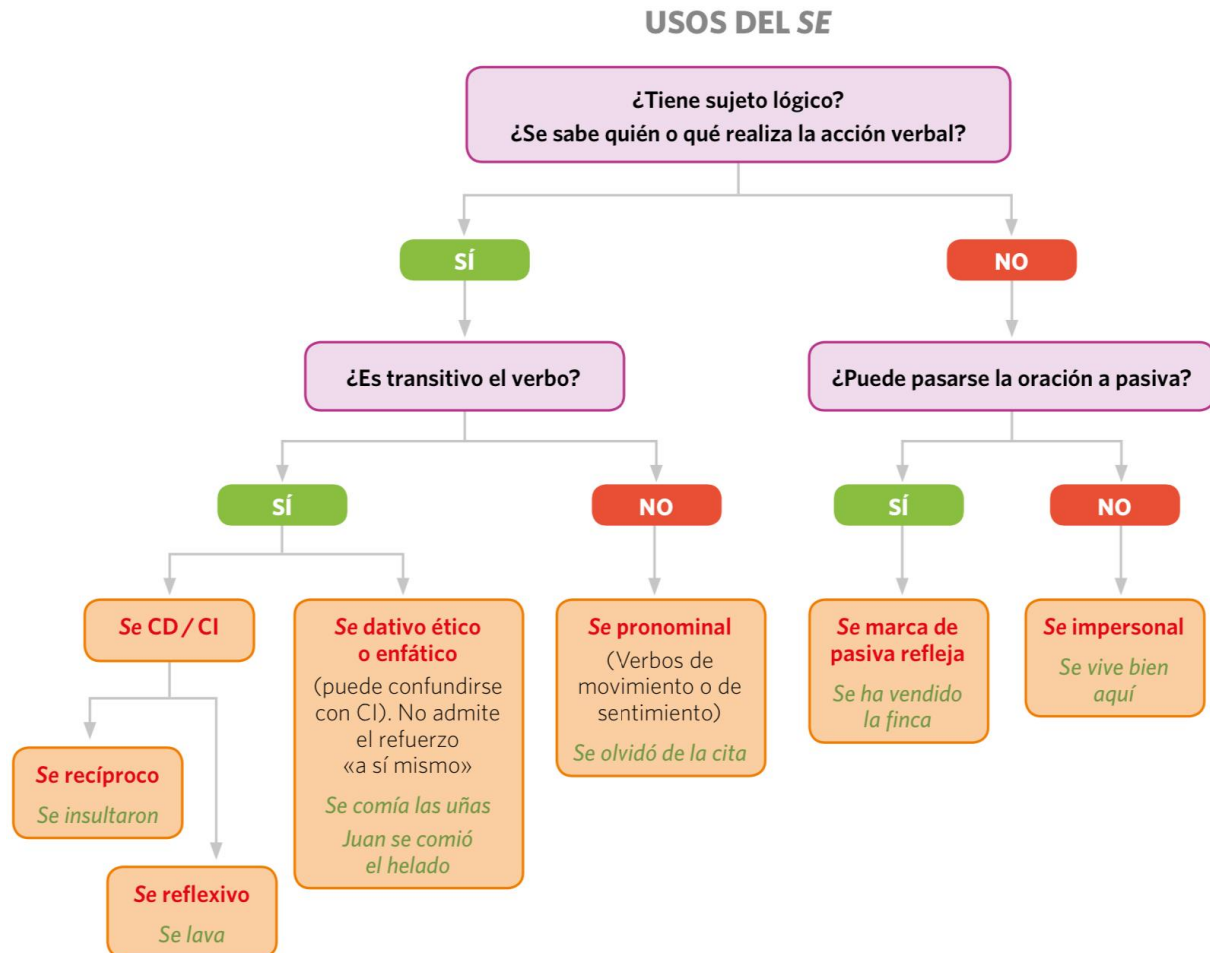 USOS DEL SE
¿Tiene sujeto lógico?
¿Se sabe quién o qué realiza la acción verbal?
SÍ
NO
¿Es transitivo el verbo?
¿Puede pasarse la oración a pasiva?
SÍ
NO
SÍ
NO
Se CD / CI
Se dativo ético
o enfático
(puede confundirse
con CI). No admite
el refuerzo
«a sí mismo»
Se comía las uñas
Juan se comió
el helado
Se pronominal
(Verbos de
movimiento o de
sentimiento)
Se olvidó de la cita
Se marca de
pasiva refleja
Se ha vendido
la finca
Se impersonal
Se vive bien
aquí
Se recíproco
Se insultaron
Se reflexivo
Se lava